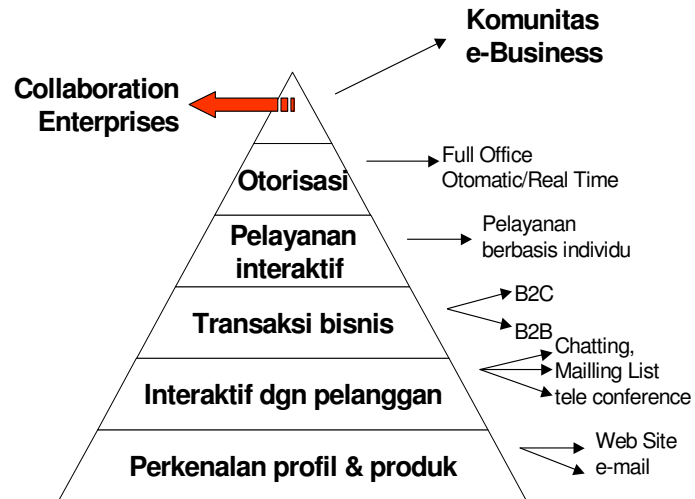 Komunitas
e-Business
Collaboration
Enterprises
Otorisasi
Full Office
Otomatic/Real Time
Pelayanan
interaktif
Pelayanan
berbasis individu
Transaksi bisnis
B2C
B2B
Interaktif dgn pelanggan
Chatting,
Mailling List
tele conference
Perkenalan profil & produk
Web Site
e-mail